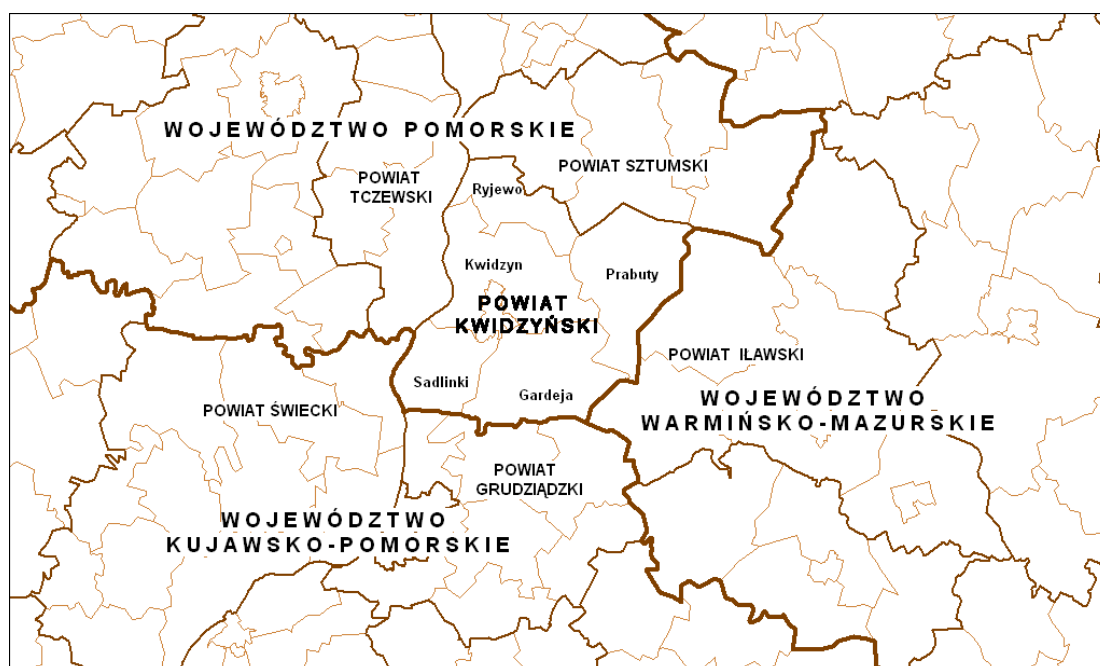 WOJEWÓDZTWO POMORSKIE
POWIAT SZTUMSKI
POWIAT
TCZEWSKI
Ryjewo
Kwidzyn
Prabuty
POWIAT
KWIDZYŃSKI
POWIAT IŁAWSKI
Sadlinki
Gardeja
WOJEWÓDZTWO
WARMIŃSKO-MAZURSKIE
POWIAT ŚWIECKI
POWIAT
GRUDZIĄDZKI
WOJEWÓDZTWO
KUJAWSKO-POMORSKIE